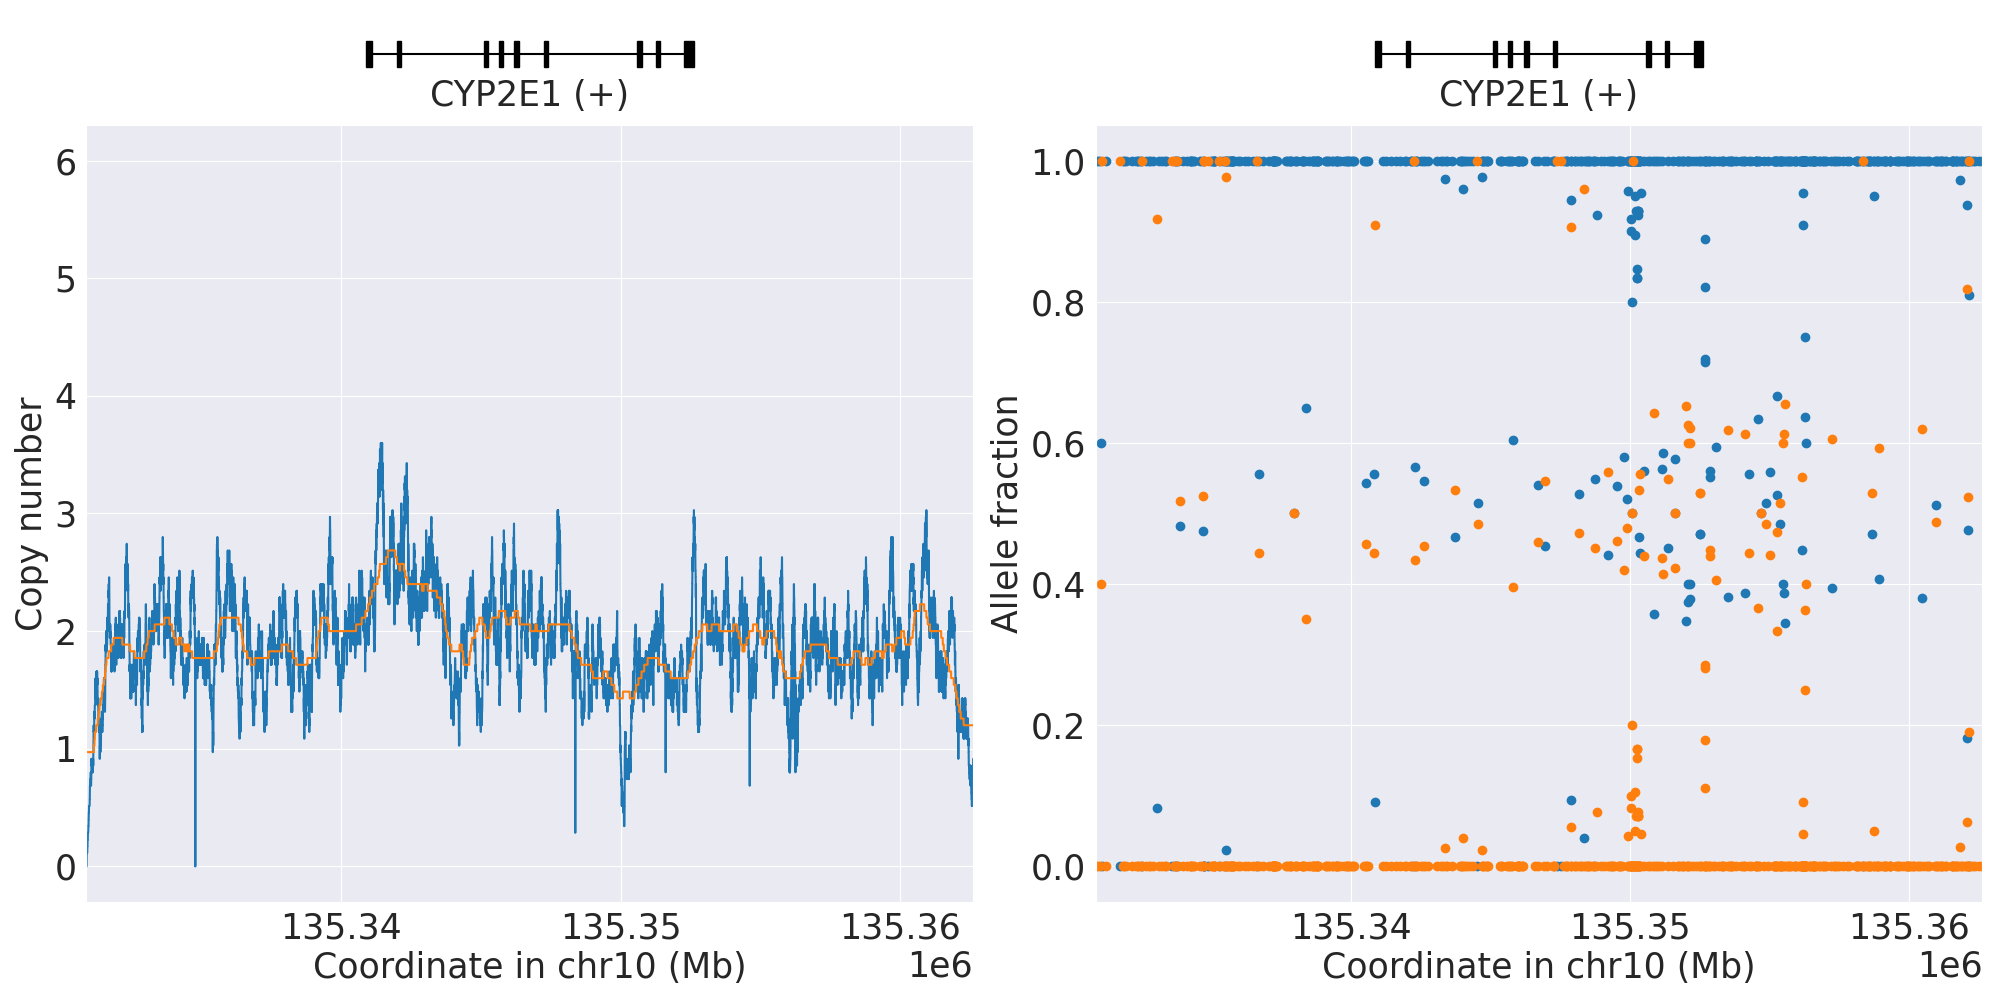 CYP2E1 (+)
6
5
4
3
2
1
0
Copy number
135.34
135.35
135.36
Coordinate in chr10 (Mb)
1e6
CYP2E1 (+)
1.0
0.8
0.6
0.4
0.2
0.0
Allele fraction
135.34
135.35
135.36
Coordinate in chr10 (Mb)
1e6